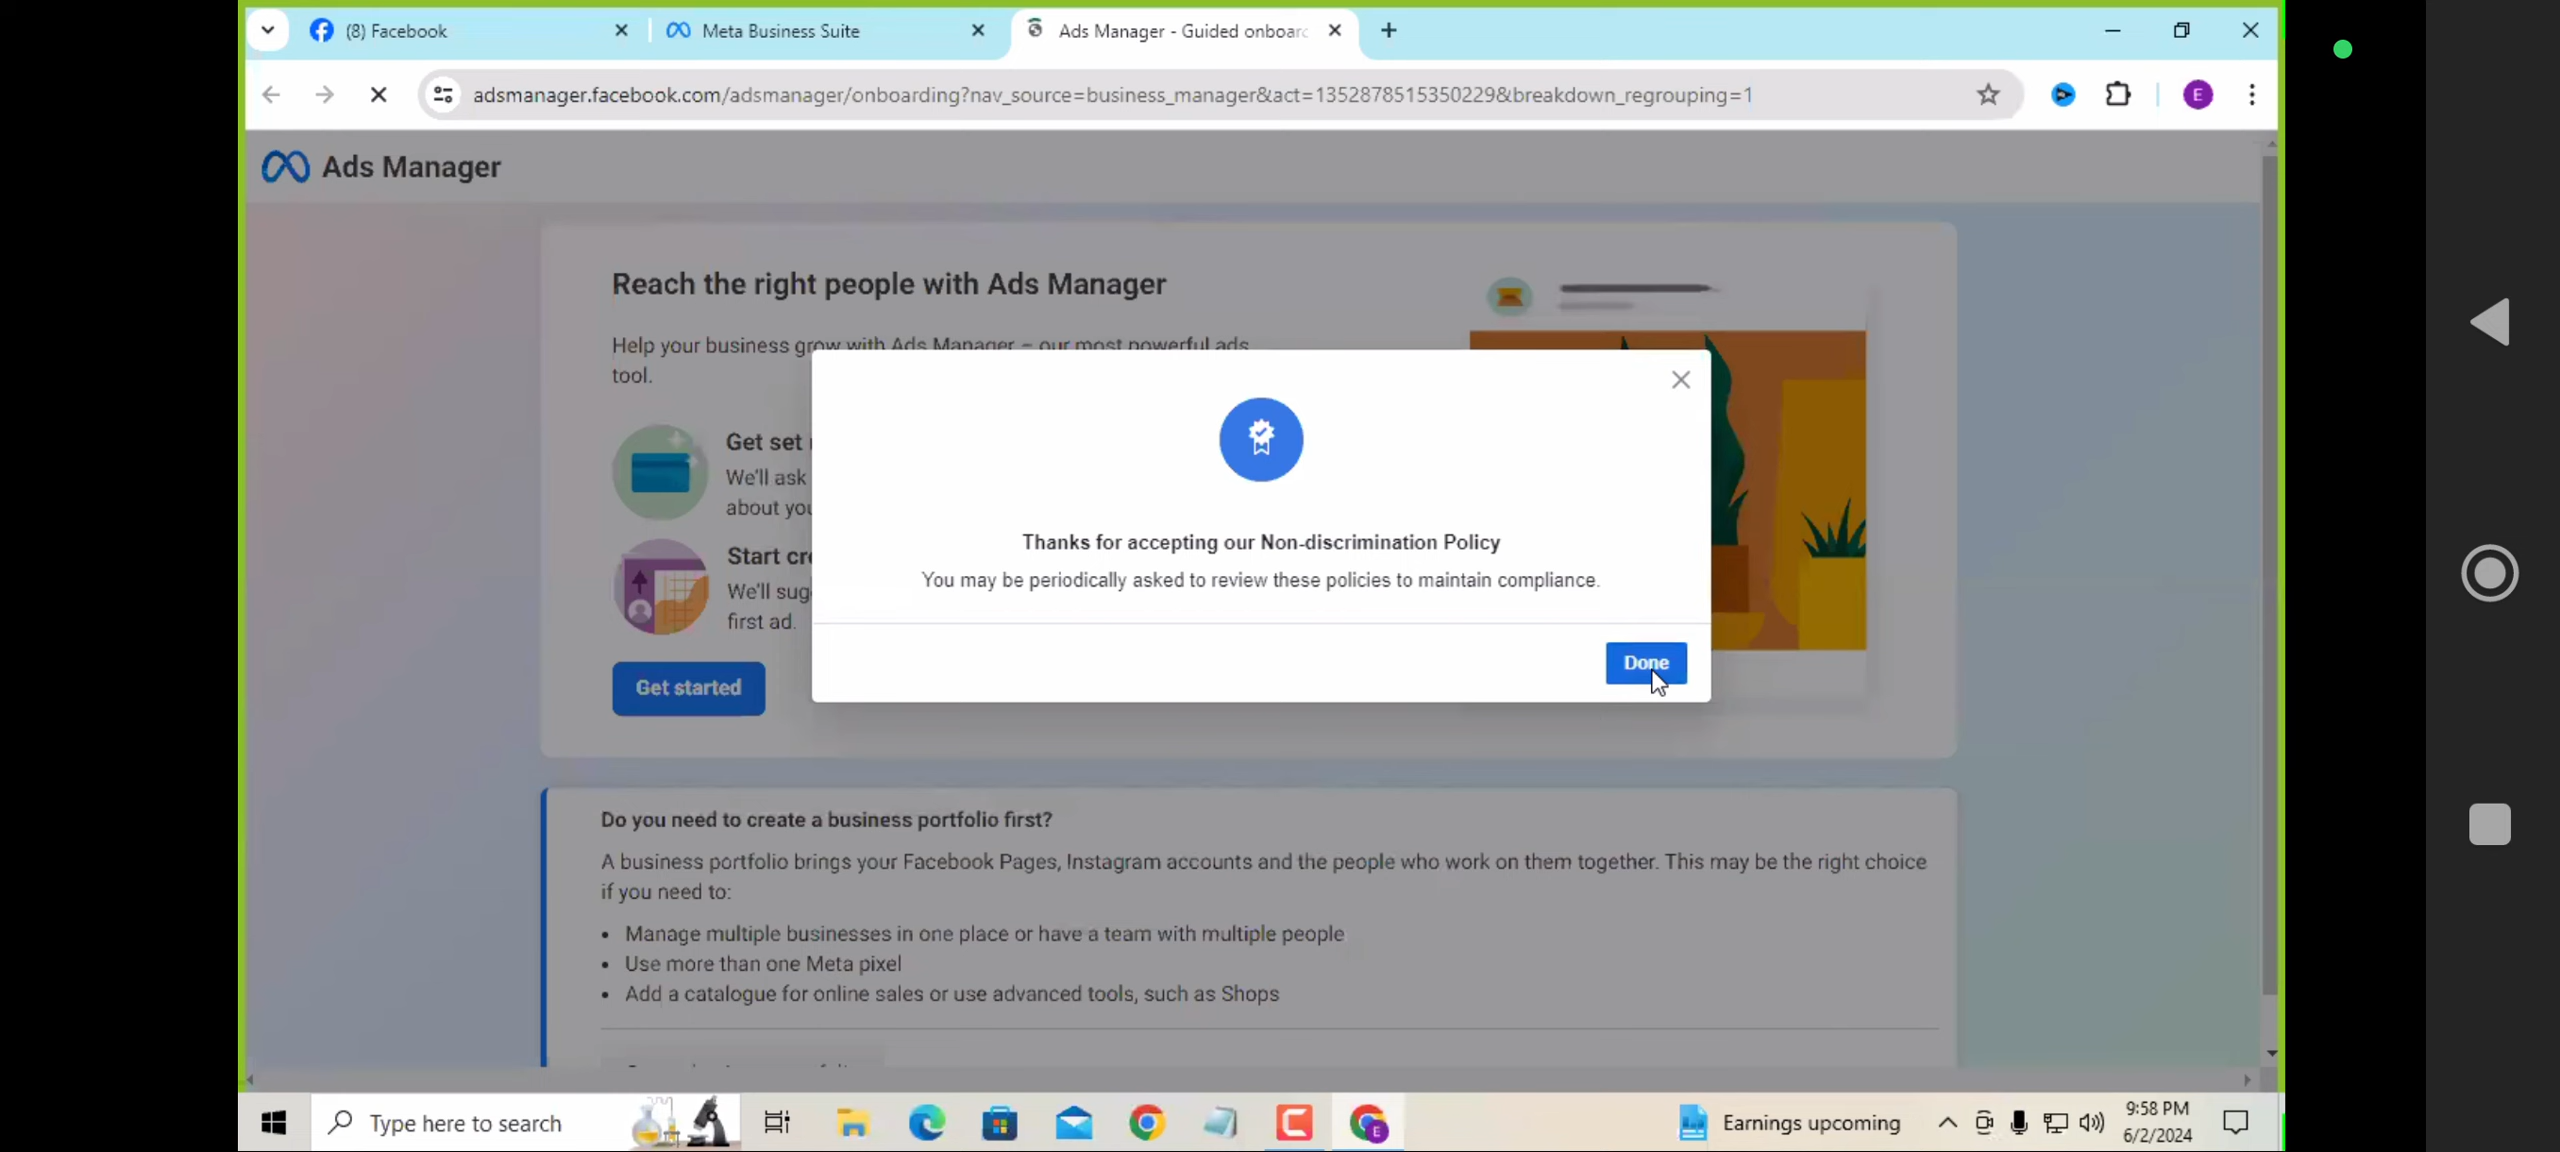 (8) Facebook
Meta Business Suite
Ads Manager - Guided onboar
adsmanager.facebook.com/adsmanager/onboarding?nav_source=business_manager&act=1352878515350229&breakdown_regrouping=1
E
Ads Manager
Reach the right people with Ads Manager
Help your business grow with Ads Manager – our most powerful ads
tool.
Get set
We'll ask
about you
Start cre
We'll sug
first ad.
Get started
Thanks for accepting our Non-discrimination Policy
You may be periodically asked to review these policies to maintain compliance.
Done
Do you need to create a business portfolio first?
A business portfolio brings your Facebook Pages, Instagram accounts and the people who work on them together. This may be the right choice
if you need to:
• Manage multiple businesses in one place or have a team with multiple people
• Use more than one Meta pixel
• Add a catalogue for online sales or use advanced tools, such as Shops
Type here to search
E
Earnings upcoming
9:58 PM
6/2/2024